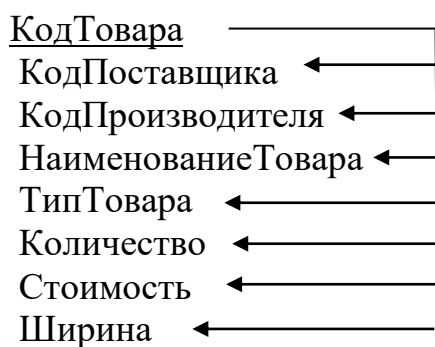 КодТовара
КодПоставщика
КодПроизводителя
НаименованиеТовара
ТипТовара
Количество
Стоимость
Ширина